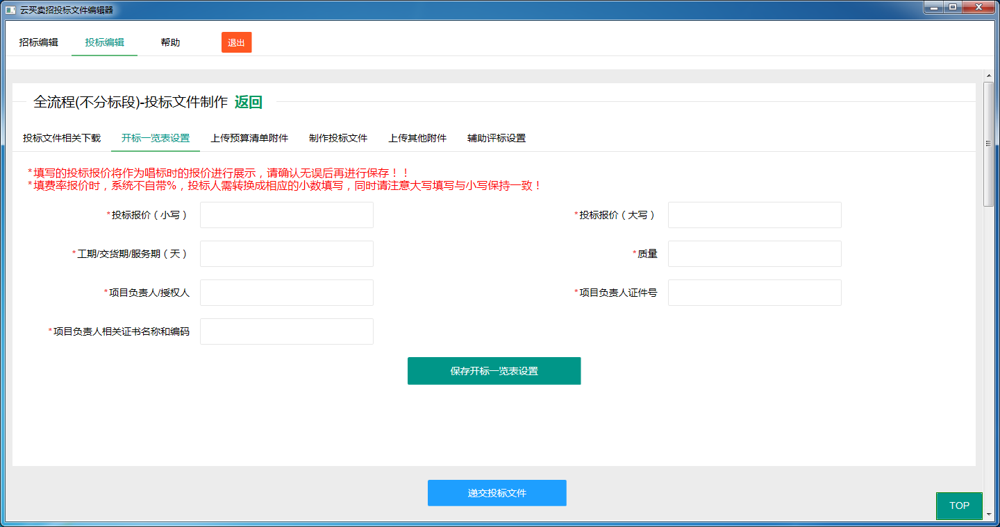 云买卖招投标文件编辑器
招标编辑 投标编辑 帮助 退出
全流程(不分标段)-投标文件制作 返回
投标文件相关下载 开标一览表设置 上传预算清单附件 制作投标文件 上传其他附件 辅助评标设置
*填写的投标报价将作为唱标时的报价进行展示，请确认无误后再进行保存！！
*填费率报价时，系统不自带%，投标人需转换成相应的小数填写，同时请注意大写填写与小写保持一致！
*投标报价（小写） *投标报价（大写）
*工期/交货期/服务期（天） *质量
*项目负责人/授权人 *项目负责人证件号
*项目负责人相关证书名称和编码
保存开标一览表设置
递交投标文件
TOP